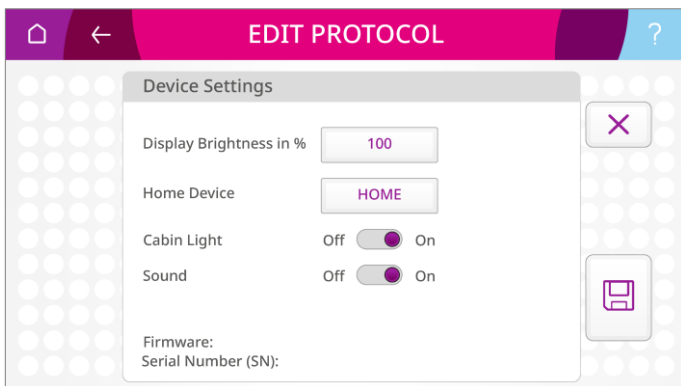 EDIT PROTOCOL
?
Device Settings
Display Brightness in % 100
Home Device HOME
Cabin Light Off On
Sound Off On
Firmware:
Serial Number (SN):